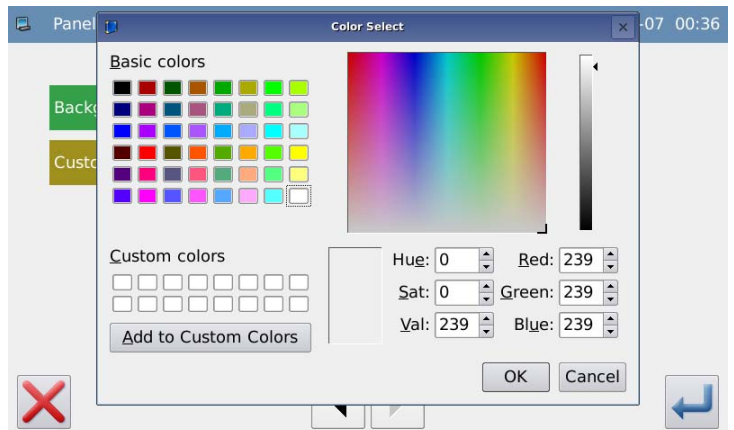 Panel
Color Select
-07 00:36
Basic colors
Backg
Custo
Custom colors
Hue: 0
Red: 239
Sat: 0
Green: 239
Val: 239
Blue: 239
Add to Custom Colors
OK
Cancel